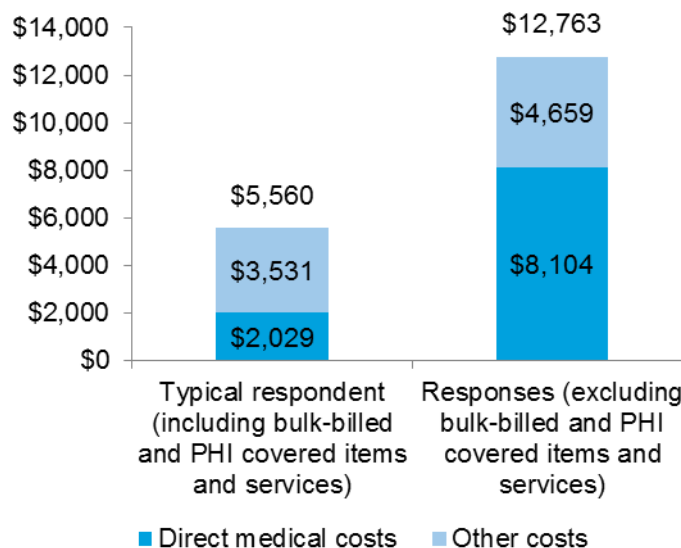 $14,000
$12,000
$10,000
$8,000
$6,000
$4,000
$2,000
$0
$5,560
$3,531
$2,029
$12,763
$4,659
$8,104
Typical respondent
(including bulk-billed
and PHI covered items
and services)
Responses (excluding
bulk-billed and PHI
covered items and
services)
Direct medical costs
Other costs